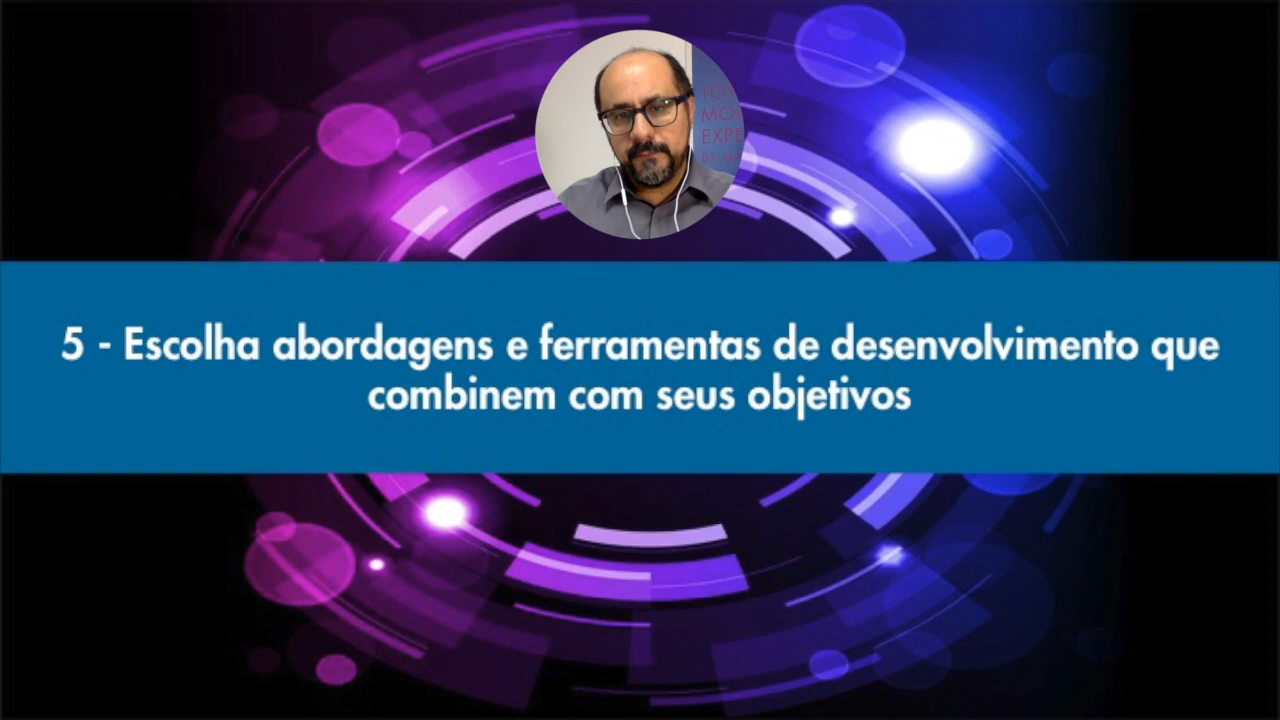 5 - Escolha abordagens e ferramentas de desenvolvimento que
combinem com seus objetivos